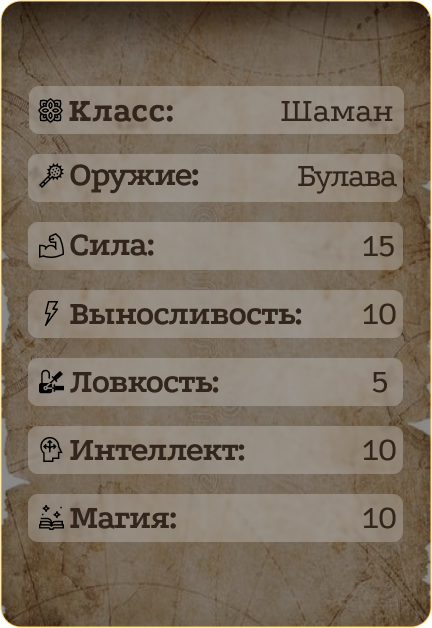 Класс: Шаман
Оружие: Булава
Сила: 15
Выносливость: 10
Ловкость: 5
Интеллект: 10
Магия: 10